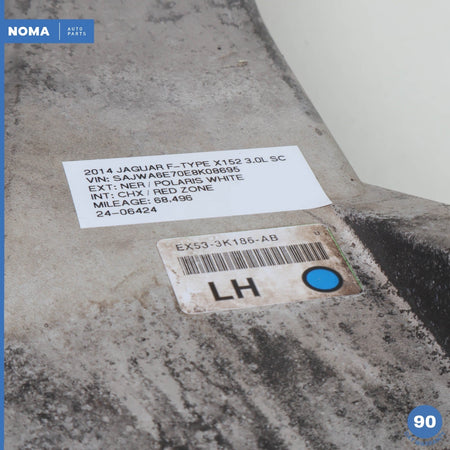 NOMA AUTO PARTS
2014 JAGUAR F-TYPE X152 3.0L SC
VIN: SAJWA6E70E8K08695
EXT: NER / POLARIS WHITE
INT: CHX / RED ZONE
MILEAGE: 68,496
24-06424
EX53-3K186-AB
LH
90